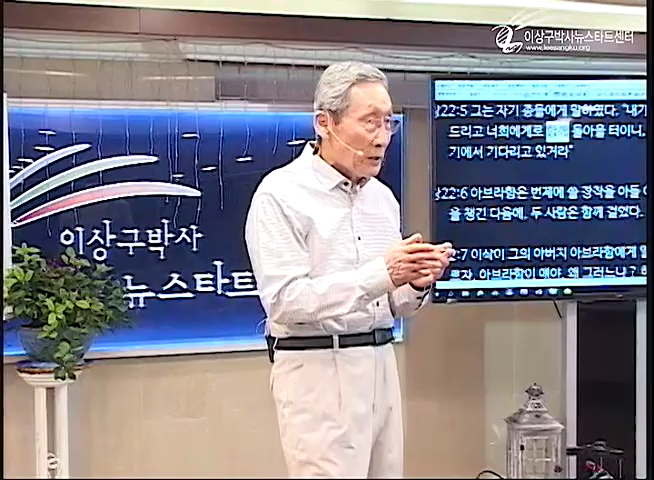 이상구박사뉴스타트센터
www.leesangku.org
22:5 그는 자기 종들에게 말하였다. "내가
드리고 너희에게로 함께 돌아올 터이니,
기에서 기다리고 있거라"
22:6 아브라함은 번제에 쓸 장작을 아들
을 챙긴 다음에, 두 사람은 함께 걸었다.
:7 이삭이 그의 아버지 아브라함에게 말
아브라함이 얘야 왜 그러느냐?
이상구박사
뉴스타트